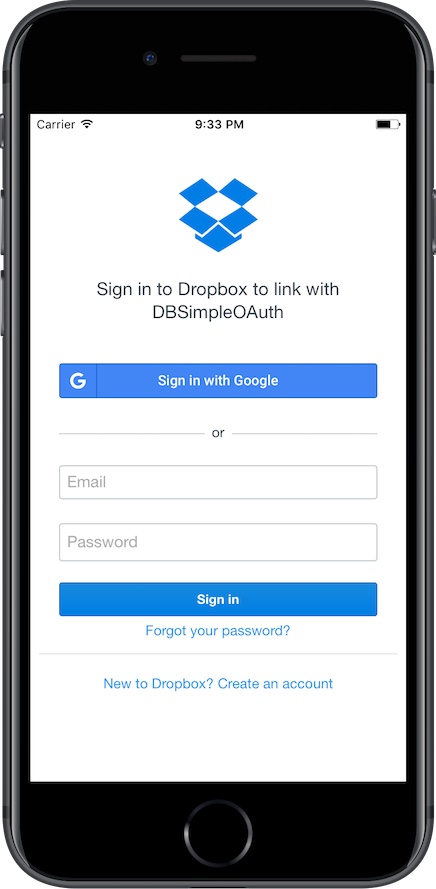 Carrier 9:33 PM
Sign in to Dropbox to link with
DBSimpleOAuth
G Sign in with Google
or
Email
Password
Sign in
Forgot your password?
New to Dropbox? Create an account